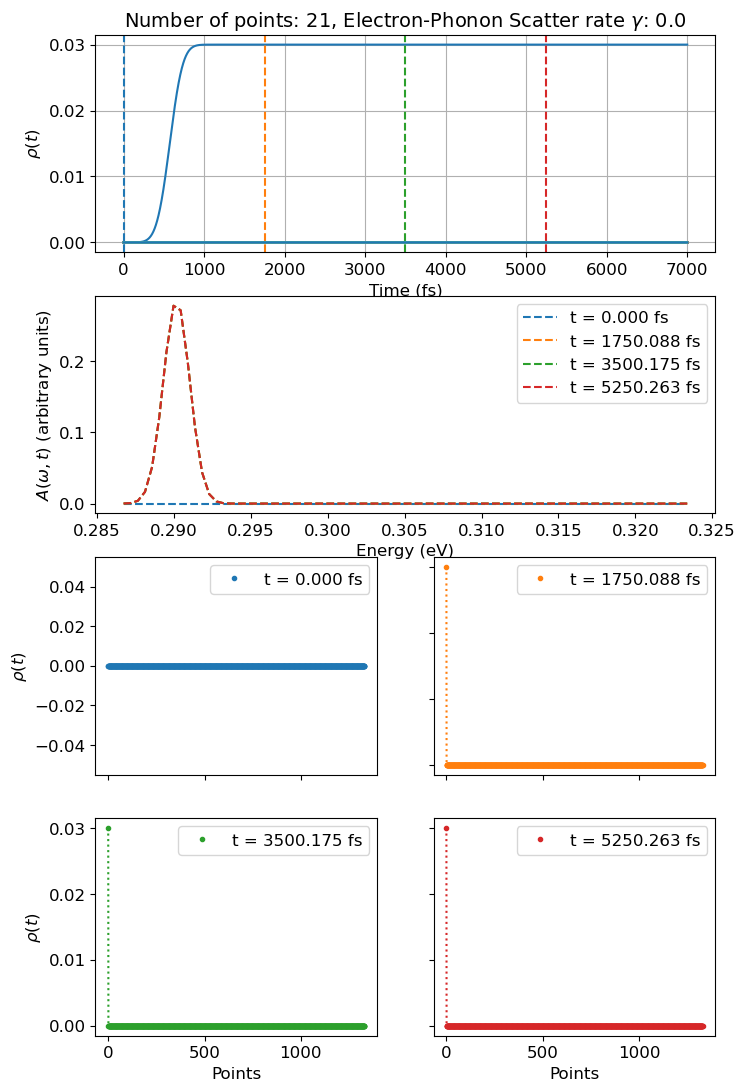 Number of points: 21, Electron-Phonon Scatter rate γ: 0.0
0.03
0.02
0.01
0.00
ρ(t)
0 1000 2000 3000 4000 5000 6000 7000
Time (fs)
0.2
0.1
0.0
A(ω, t) (arbitrary units)
t = 0.000 fs
t = 1750.088 fs
t = 3500.175 fs
t = 5250.263 fs
0.285 0.290 0.295 0.300 0.305 0.310 0.315 0.320 0.325
Energy (eV)
0.04
0.02
0.00
−0.02
−0.04
ρ(t)
t = 0.000 fs
t = 1750.088 fs
0.03
0.02
0.01
0.00
ρ(t)
t = 3500.175 fs
t = 5250.263 fs
0 500 1000
0 500 1000
Points
Points